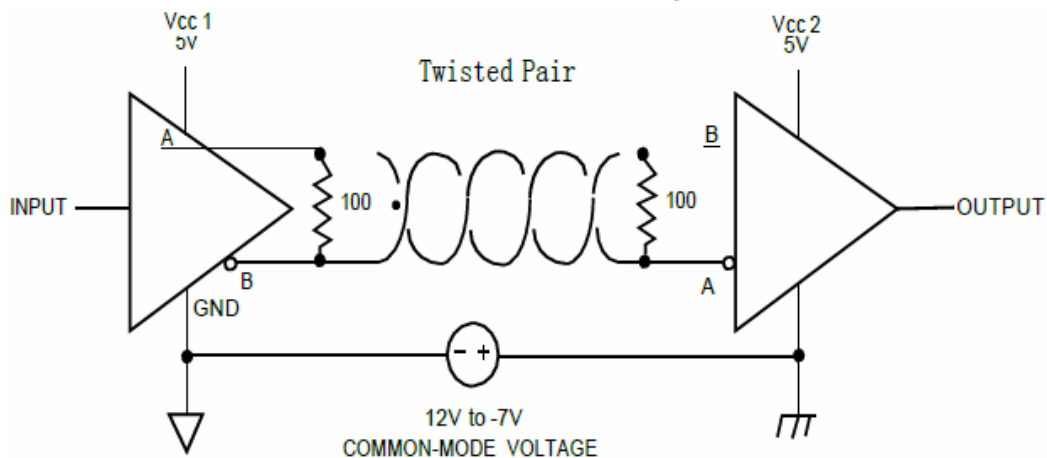 Vcc 1
5V
Vcc 2
5V
Twisted Pair
A
B
INPUT
100
100
OUTPUT
B
A
GND
- +
12V to -7V
COMMON-MODE VOLTAGE